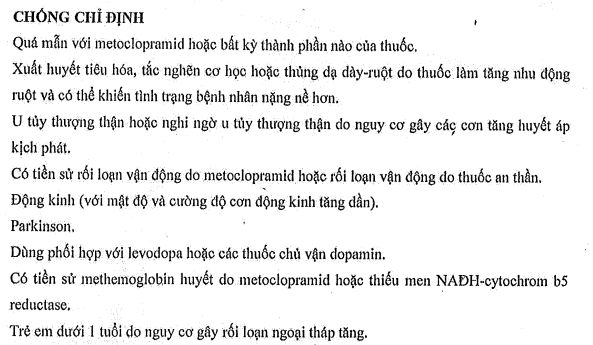 CHỐNG CHỈ ĐỊNH
Quá mẫn với metoclopramid hoặc bất kỳ thành phần nào của thuốc.
Xuất huyết tiêu hóa, tắc nghẽn cơ học hoặc thủng dạ dày-ruột do thuốc làm tăng nhu động
ruột và có thể khiến tình trạng bệnh nhân nặng nề hơn.
U tủy thượng thận hoặc nghi ngờ u tủy thượng thận do nguy cơ gây các cơn tăng huyết áp
kịch phát.
Có tiền sử rối loạn vận động do metoclopramid hoặc rối loạn vận động do thuốc an thần.
Động kinh (với mật độ và cường độ cơn động kinh tăng dần).
Parkinson.
Dùng phối hợp với levodopa hoặc các thuốc chủ vận dopamin.
Có tiền sử methemoglobin huyết do metoclopramid hoặc thiếu men NAĐH-cytochrom b5
reductase.
Trẻ em dưới 1 tuổi do nguy cơ gây rối loạn ngoại tháp tăng.